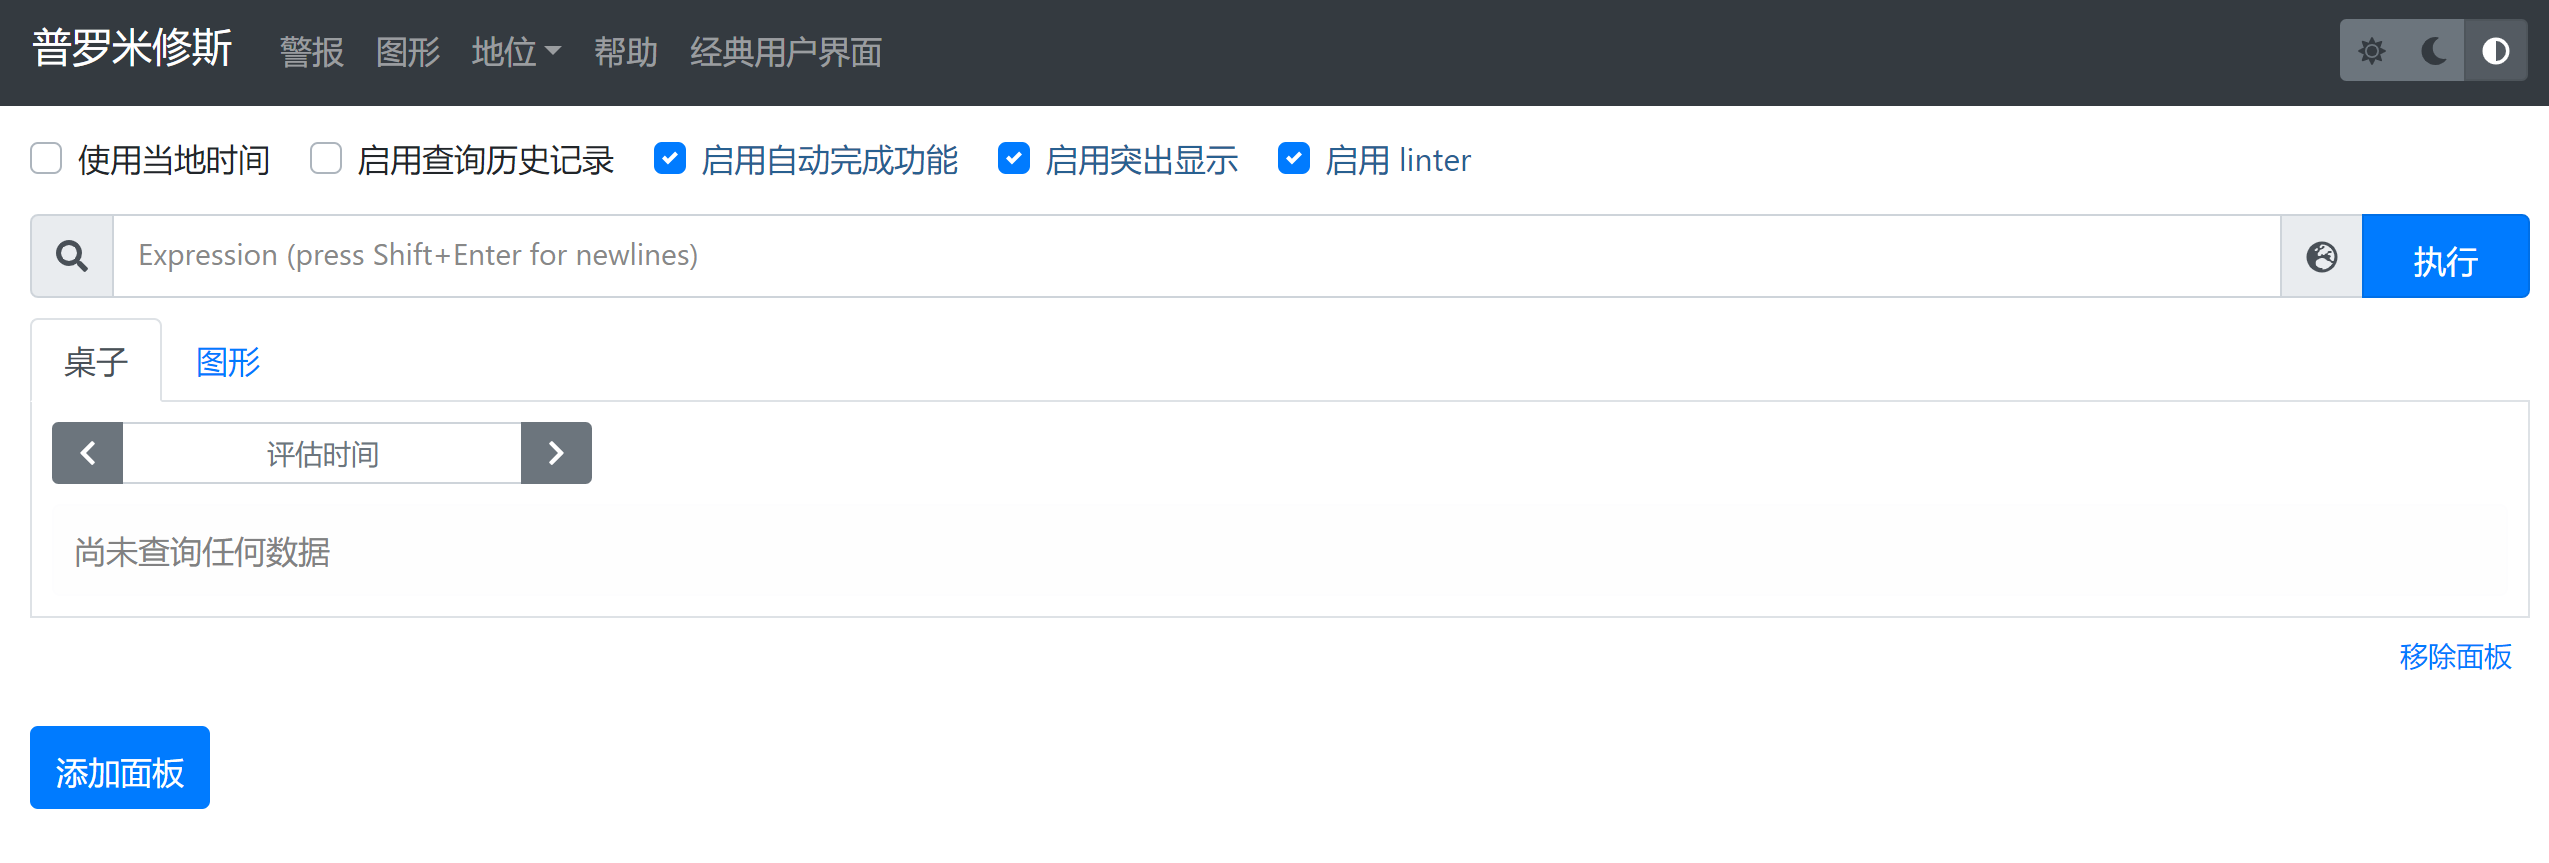 普罗米修斯 警报 图形 地位 帮助 经典用户界面
使用当地时间 启用查询历史记录 启用自动完成功能 启用突出显示 启用 linter
Expression (press Shift+Enter for newlines) 执行
桌子 图形
评估时间
尚未查询任何数据
移除面板
添加面板